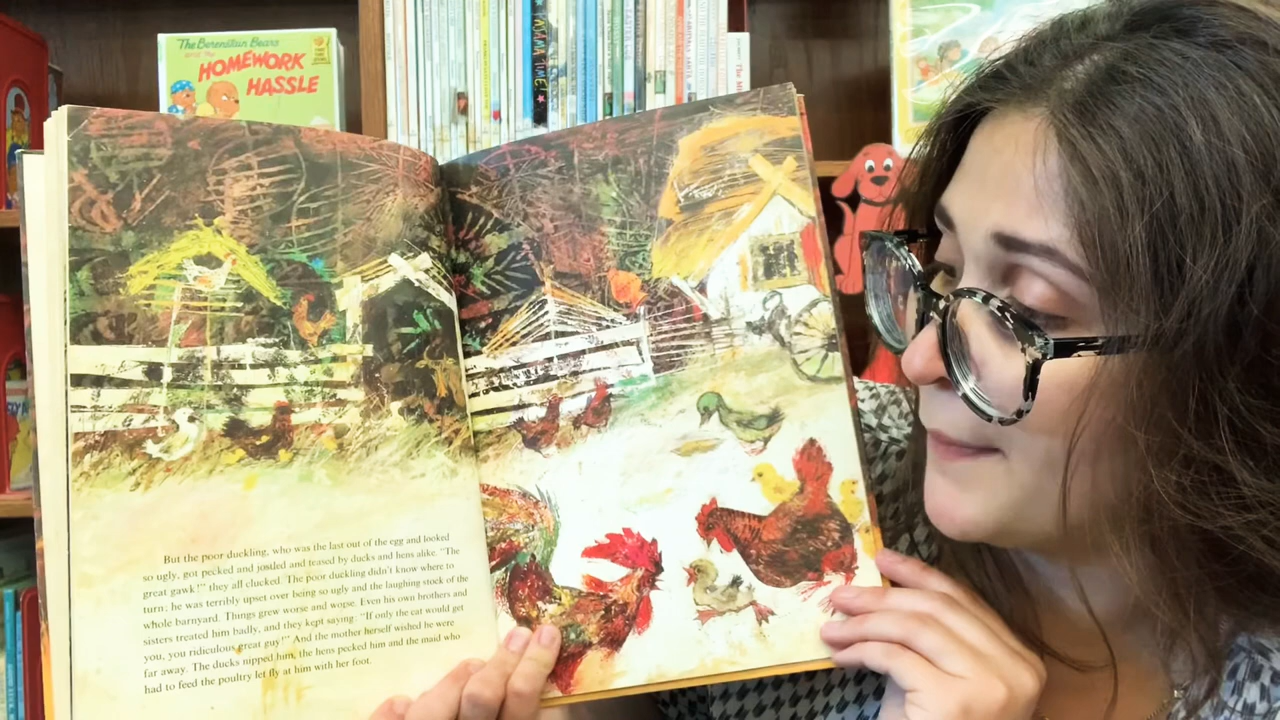 The Berenstain Bears
HOMEWORK
HASSLE
MAMA TIME!
But the poor duckling, who was the last out of the egg and looked
so ugly, got pecked and jostled and teased by ducks and hens alike. "The
great gawk!" they all clucked. The poor duckling didn't know where to
turn; he was terribly upset over being so ugly and the laughing stock of the
whole barnyard. Things grew worse and worse. Even his own brothers and
sisters treated him badly, and they kept saying: "If only the cat would get
you, you ridiculous great guy!" And the mother herself wished he were
far away. The ducks nipped him, the hens pecked him and the maid who
had to feed the poultry let fly at him with her foot.